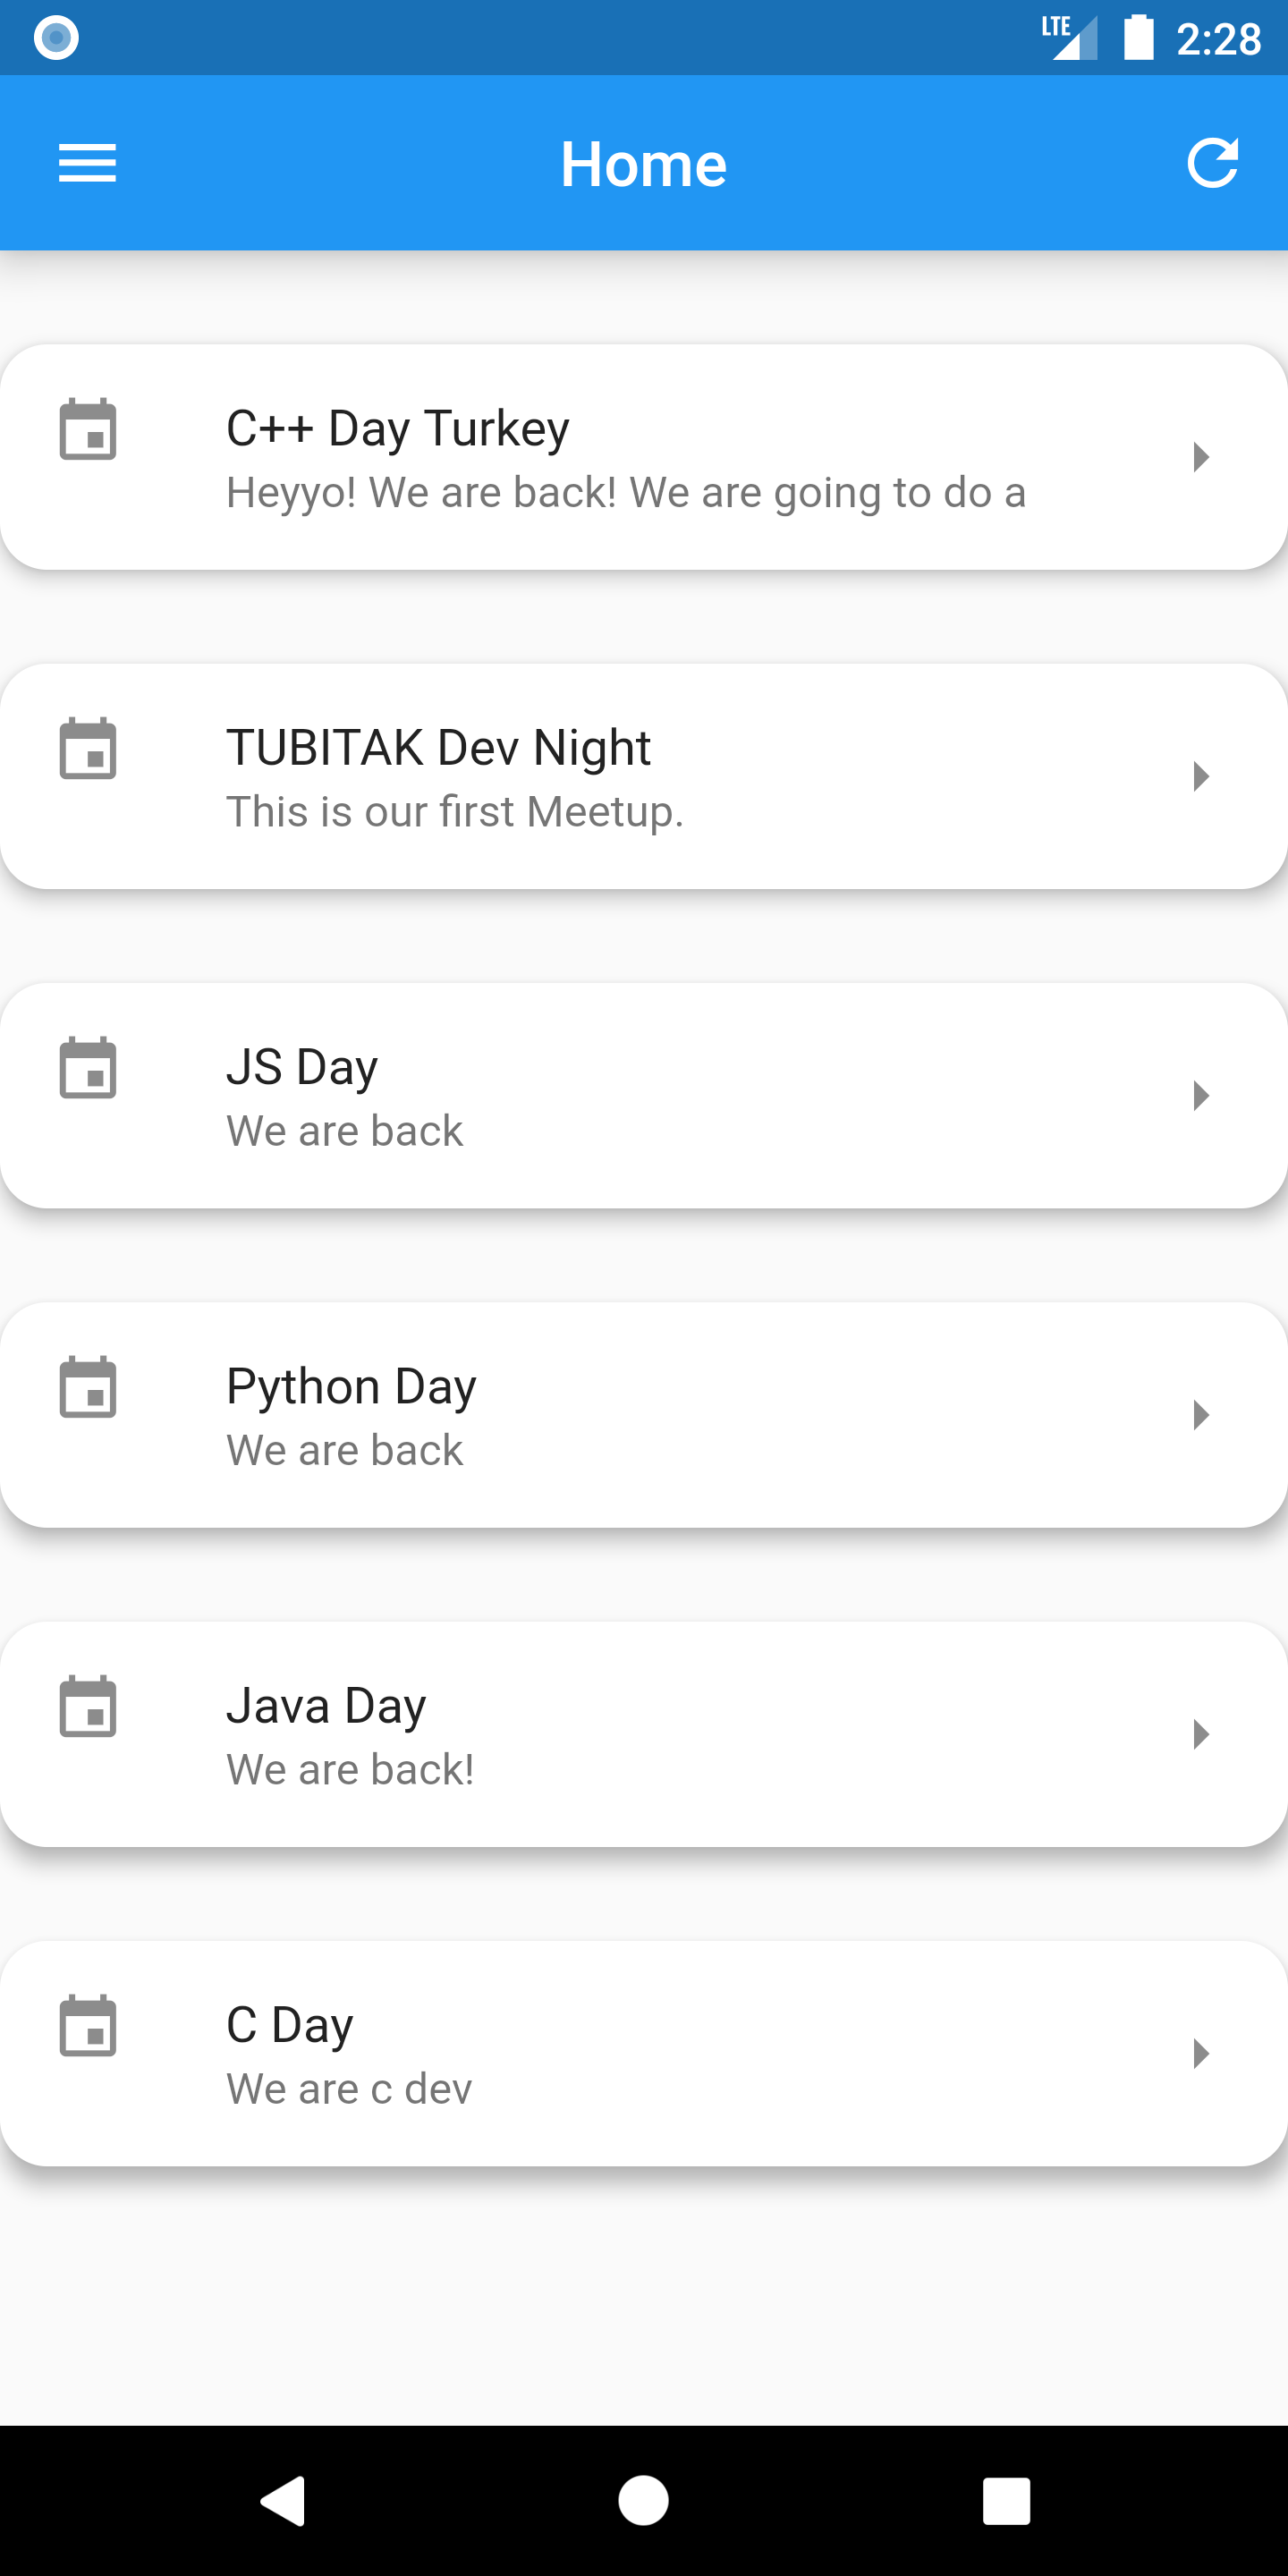 LTE 2:28
Home
C++ Day Turkey
Heyyo! We are back! We are going to do a
TUBITAK Dev Night
This is our first Meetup.
JS Day
We are back
Python Day
We are back
Java Day
We are back!
C Day
We are c dev